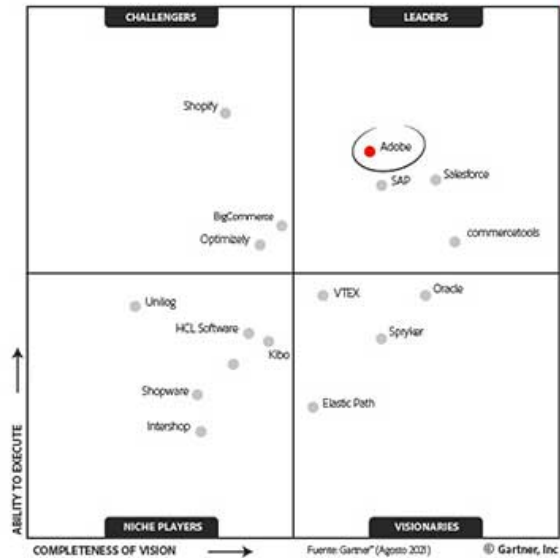 CHALLENGERS
LEADERS
Shopify
Adobe
SAP
Salesforce
BigCommerce
Optimizely
commercetools
Unilog
VTEX
Oracle
HCL Software
Kibo
Spryker
Shopware
Elastic Path
Intershop
ABILITY TO EXECUTE
NICHE PLAYERS
VISIONARIES
COMPLETENESS OF VISION
Fuente: Gartner" (Agosto 2021)
© Gartner, Inc